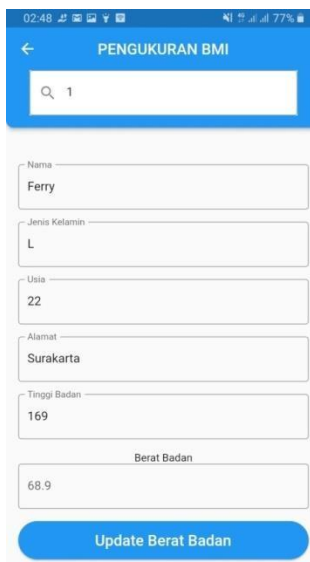 02:48 77%
PENGUKURAN BMI
1
Nama
Ferry
Jenis Kelamin
L
Usia
22
Alamat
Surakarta
Tinggi Badan
169
Berat Badan
68.9
Update Berat Badan